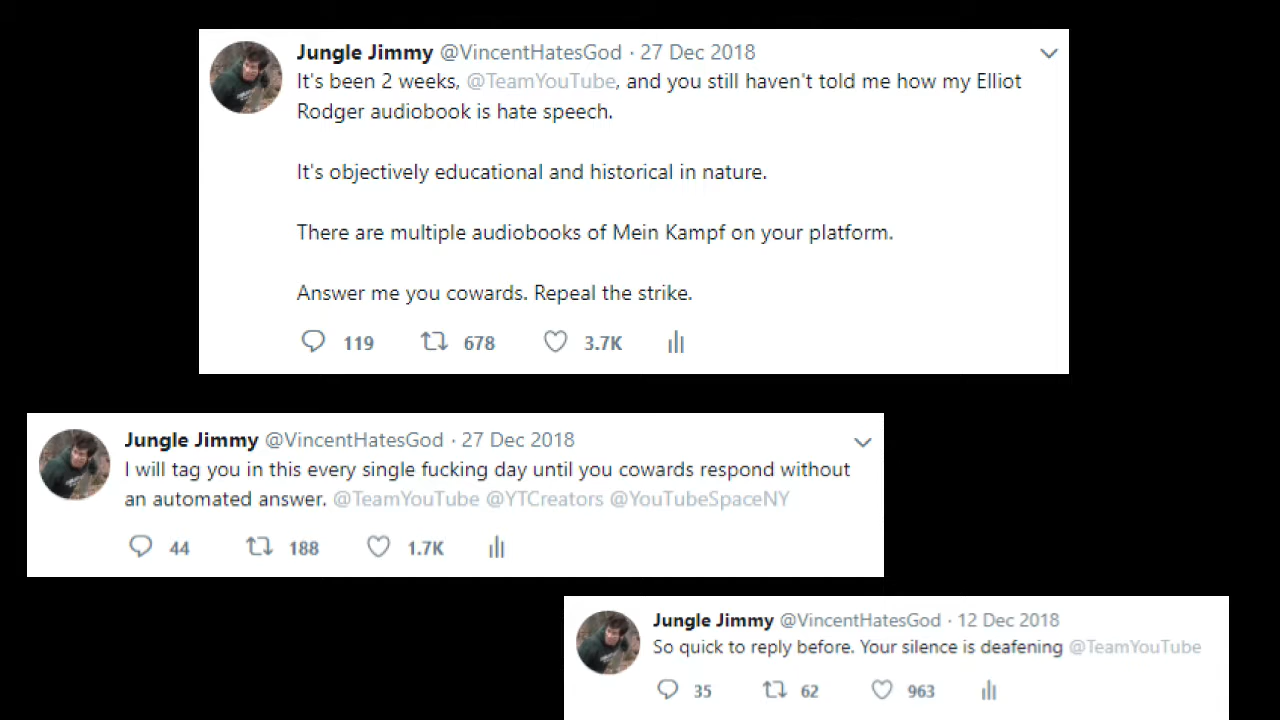 Jungle Jimmy @VincentHatesGod · 27 Dec 2018
It's been 2 weeks, @TeamYouTube, and you still haven't told me how my Elliot
Rodger audiobook is hate speech.
It's objectively educational and historical in nature.
There are multiple audiobooks of Mein Kampf on your platform.
Answer me you cowards. Repeal the strike.
119 678 3.7K
Jungle Jimmy @VincentHatesGod · 27 Dec 2018
I will tag you in this every single fucking day until you cowards respond without
an automated answer. @TeamYouTube @YTCreators @YouTubeSpaceNY
44 188 1.7K
Jungle Jimmy @VincentHatesGod · 12 Dec 2018
So quick to reply before. Your silence is deafening @TeamYouTube
35 62 963